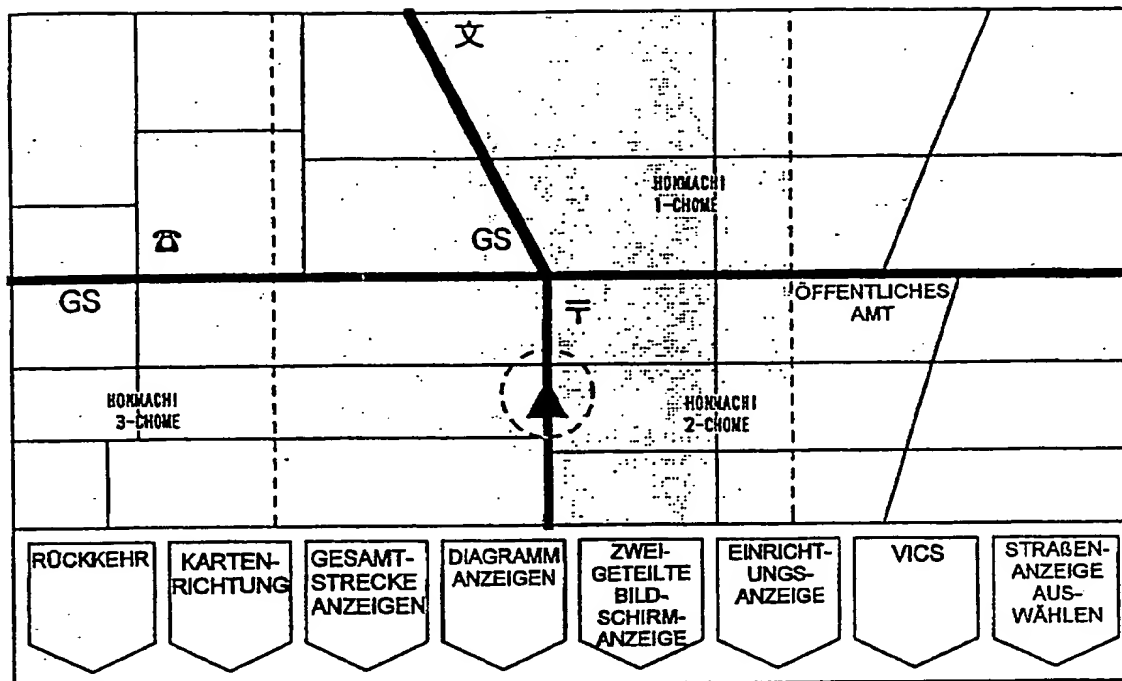 文
HONMACHI
1-CHOME
☎
GS
GS
〒
ÖFFENTLICHES
AMT
HONMACHI
3-CHOME
HONMACHI
2-CHOME
RÜCKKEHR
KARTEN-
RICHTUNG
GESAMT-
STRECKE
ANZEIGEN
DIAGRAMM
ANZEIGEN
ZWEI-
GETEILTE
BILD-
SCHIRM-
ANZEIGE
EINRICHT-
UNGS-
ANZEIGE
VICS
STRAßEN-
ANZEIGE
AUS-
WÄHLEN